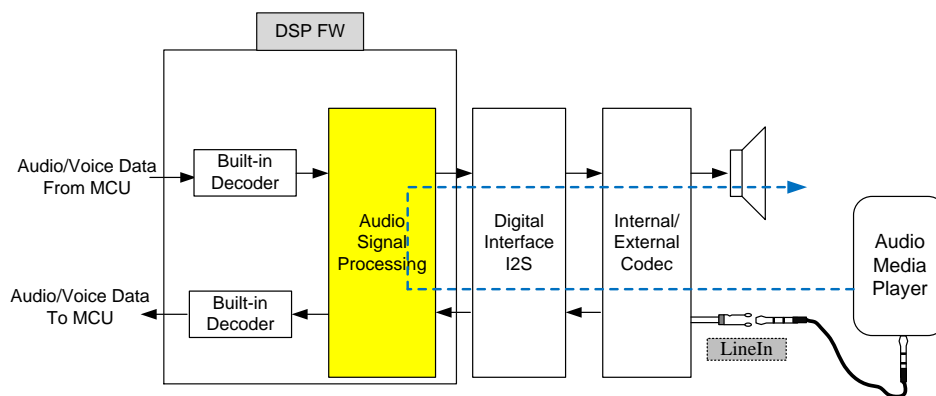 DSP FW
Audio/Voice Data
From MCU
Built-in
Decoder
Audio
Signal
Processing
Digital
Interface
I2S
Internal/
External
Codec
Audio
Media
Player
Audio/Voice Data
To MCU
Built-in
Decoder
LineIn